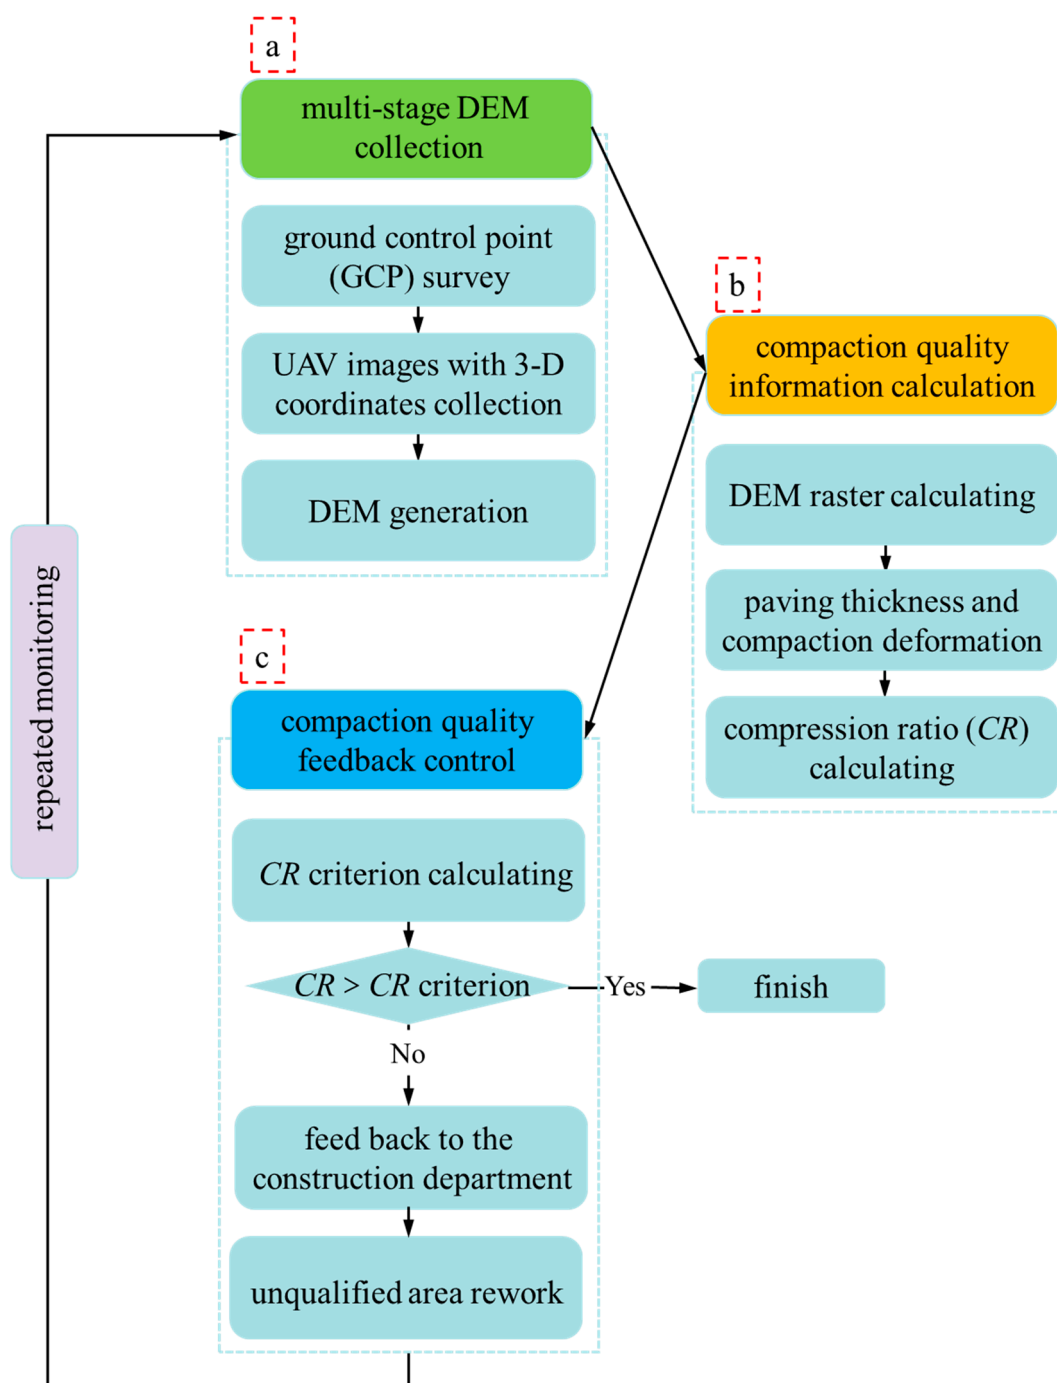 a
multi-stage DEM
collection
ground control point
(GCP) survey
UAV images with 3-D
coordinates collection
DEM generation
b
compaction quality
information calculation
DEM raster calculating
paving thickness and
compaction deformation
compression ratio (CR)
calculating
repeated monitoring
c
compaction quality
feedback control
CR criterion calculating
CR > CR criterion
Yes
finish
No
feed back to the
construction department
unqualified area rework